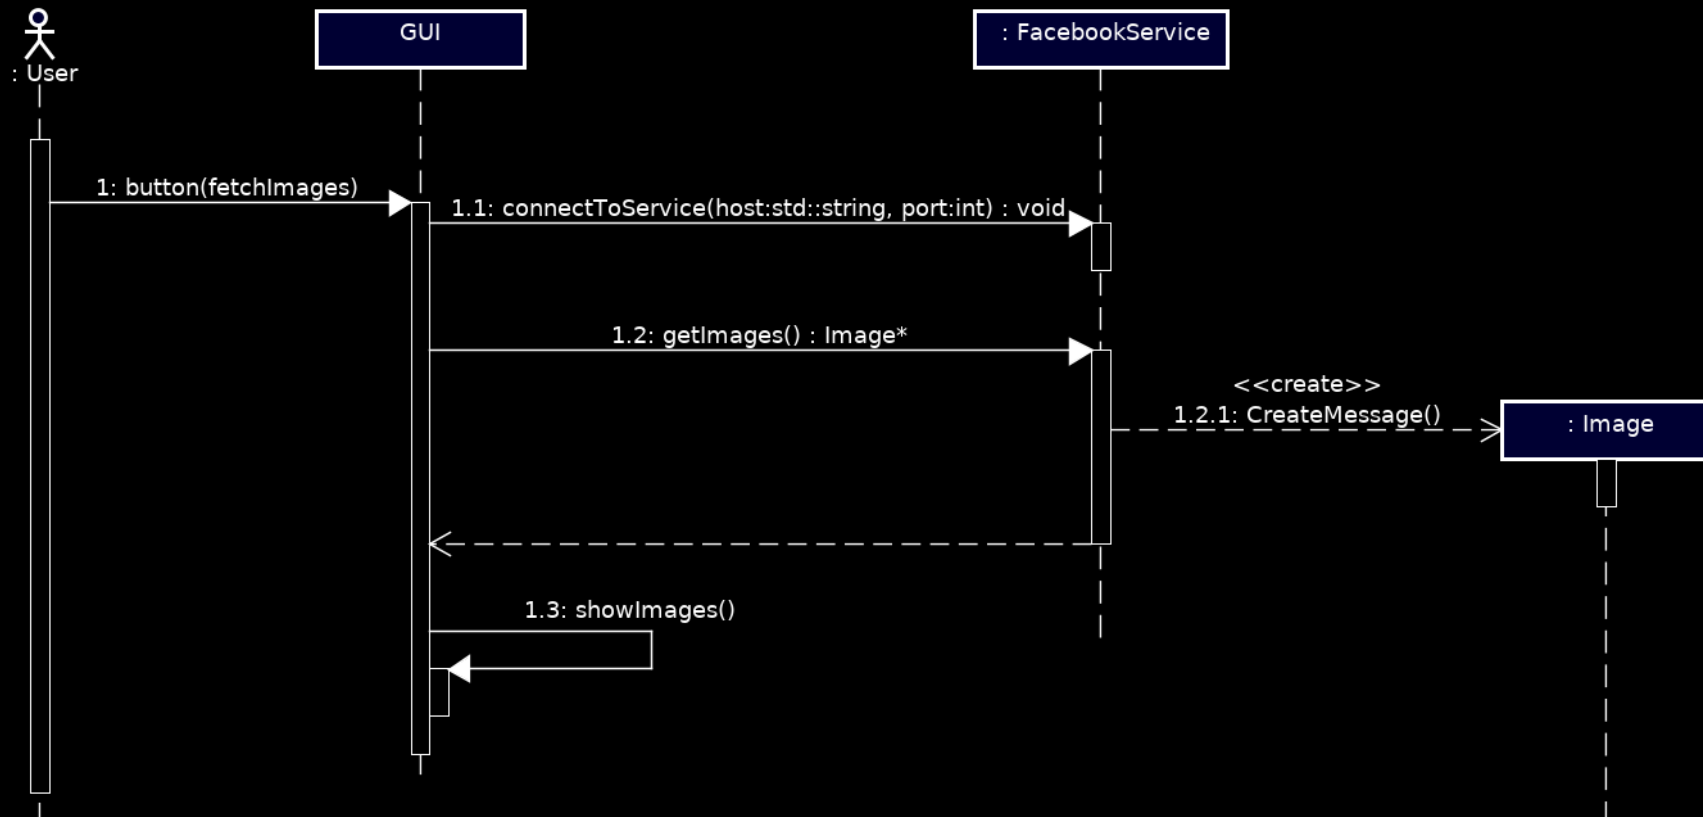 : User
GUI
: FacebookService
1: button(fetchImages)
1.1: connectToService(host:std::string, port:int) : void
1.2: getImages() : Image*
<<create>>
1.2.1: CreateMessage()
: Image
1.3: showImages()